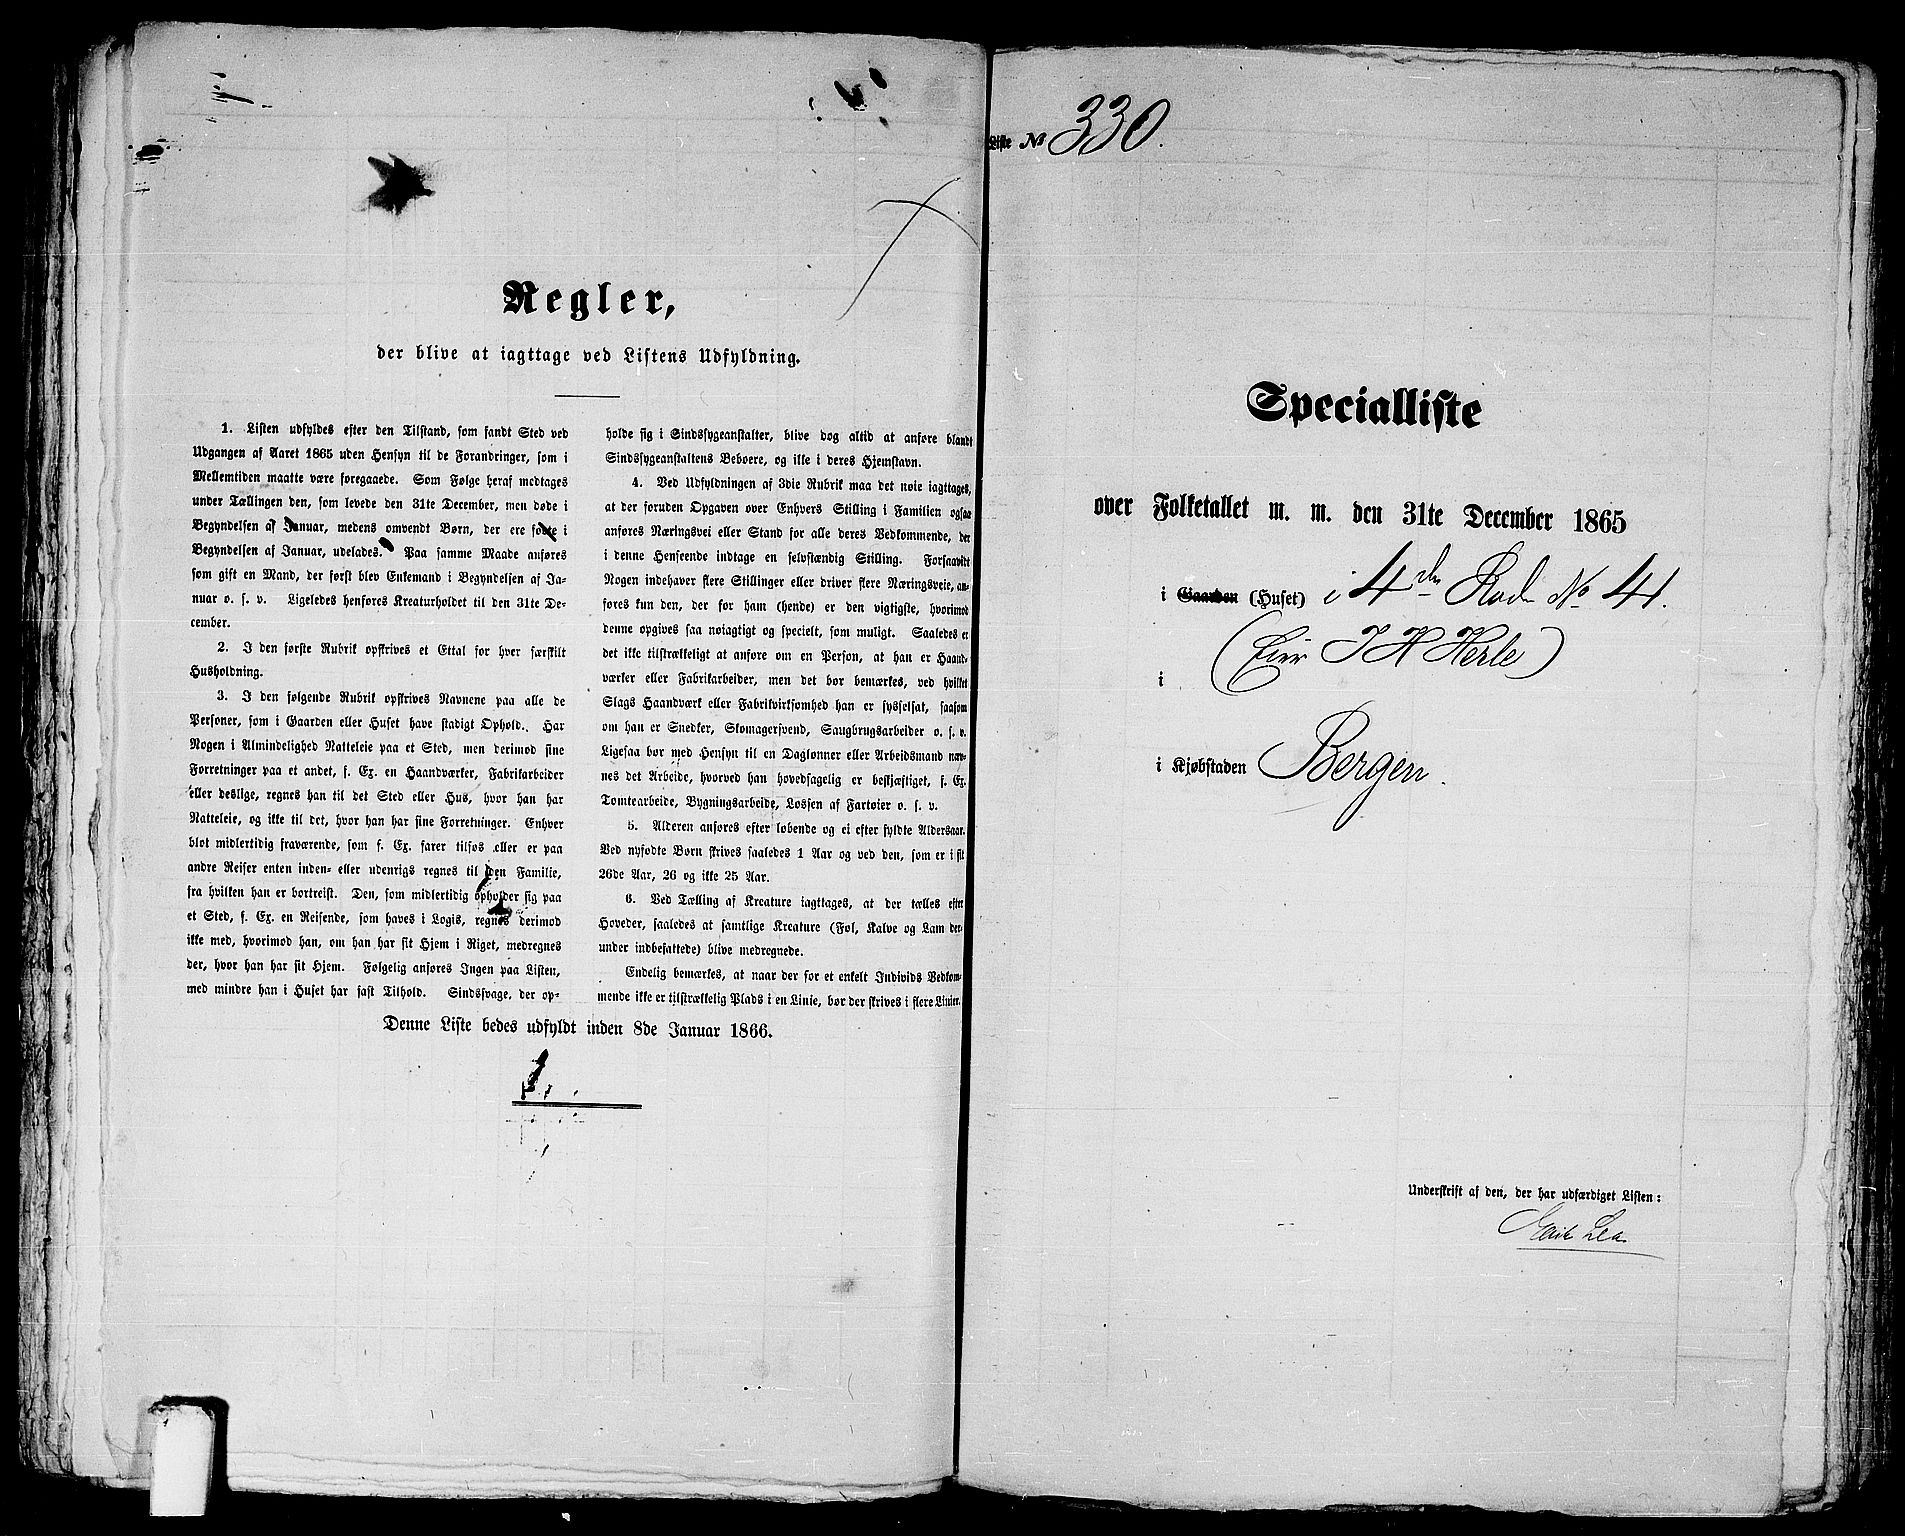 Regler,
der blive at iagttage ved Listens Udfyldning.
1. Listen udfyldes efter den Tilstand, som fandt Sted ved
Udgangen af Aaret 1865 uden Hensyn til de Forandringer, som i
Mellemtiden maatte være foregaaede. Som Følge heraf medtages
under Tællingen den, som levede den 31te December, men døde i
Begyndelsen af Januar, medens omvendt Børn, der ere fødte i
Begyndelsen af Januar, udelades. Paa samme Maade anføres
som gift en Mand, der først blev Enkemand i Begyndelsen af Ja-
nuar o. s. v. Ligeledes henføres Kreaturholdet til den 31te De-
cember.
2. I den første Rubrik opskrives et Ettal for hver særskilt
Husholdning.
3. I den følgende Rubrik opskrives Navnene paa alle de
Personer, som i Gaarden eller Huset have stadigt Ophold. Har
Nogen i Almindelighed Natteleie paa et Sted, men derimod sine
Forretninger paa et andet, f. Ex. en Haandværker, Fabrikarbeider
eller deslige, regnes han til det Sted eller Hus, hvor han har
Natteleie, og ikke til det, hvor han har sine Forretninger. Enhver
blot midlertidig fraværende, som f. Ex. farer tilsøs eller er paa
andre Reiser enten inden- eller udenrigs regnes til den Familie,
fra hvilken han er bortreist. Den, som midlertidig opholder sig paa
et Sted, f. Ex. en Reisende, som haves i Logis, regnes derimod
ikke med, hvorimod han, om han har sit Hjem i Riget, medregnes
der, hvor han har sit Hjem. Følgelig anføres Ingen paa Listen,
med mindre han i Huset har fast Tilhold. Sindssvage, der op-
holde sig i Sindssygeanstalter, blive dog altid at anføre blandt
Sindssygeanstaltens Beboere, og ikke i deres Hjemstavn.
4. Ved Udfyldningen af 3die Rubrik maa det nøie iagttages,
at der foruden Opgaven over Enhvers Stilling i Familien ogsaa
anføres Næringsvei eller Stand for alle deres Vedkommende, der
i denne Henseende indtage en selvstændig Stilling. Forsaavidt
Nogen indehaver flere Stillinger eller driver flere Næringsveie, an-
føres kun den, der for ham (hende) er den vigtigste, hvorimod
denne opgives saa nøiagtigt og specielt, som muligt. Saaledes er
det ikke tilstrækkeligt at anføre om en Person, at han er Haand-
værker eller Fabrikarbeider, men det bør bemærkes, ved hvilket
Slags Haandværk eller Fabrikvirksomhed han er sysselsat, saasom
om han er Snedker, Skomagersvend, Saugbrugsarbeider o. s. v.
Ligesaa bør med Hensyn til en Daglønner eller Arbeidsmand næv-
nes det Arbeide, hvorved han hovedsagelig er beskjæftiget, f. Ex.
Tomtearbeide, Bygningsarbeide, Lossen af Fartøier o. s. v.
5. Alderen anføres efter løbende og ei efter fyldte Aldersaar.
Ved nyfødte Børn skrives saaledes 1 Aar og ved den, som er i sit
26de Aar, 26 og ikke 25 Aar.
6. Ved Tælling af Kreature iagttages, at der tælles efter
Hoveder, saaledes at samtlige Kreature (Føl, Kalve og Lam der-
under indbefattede) blive medregnede.
Endelig bemærkes, at naar der for et enkelt Individs Vedkom-
mende ikke er tilstrækkelig Plads i en Linie, bør der skrives i flere Linier.
Denne Liste bedes udfyldt inden 8de Januar 1866.
Liste No 330.
Specialliste
over Folketallet m. m. den 31te December 1865
i Gaarden (Huset) i 4de Rode No 41.
i (Eier J H Herle)
i Kjøbstaden Bergen.
Underskrift af den, der har udfærdiget Listen:
Lea